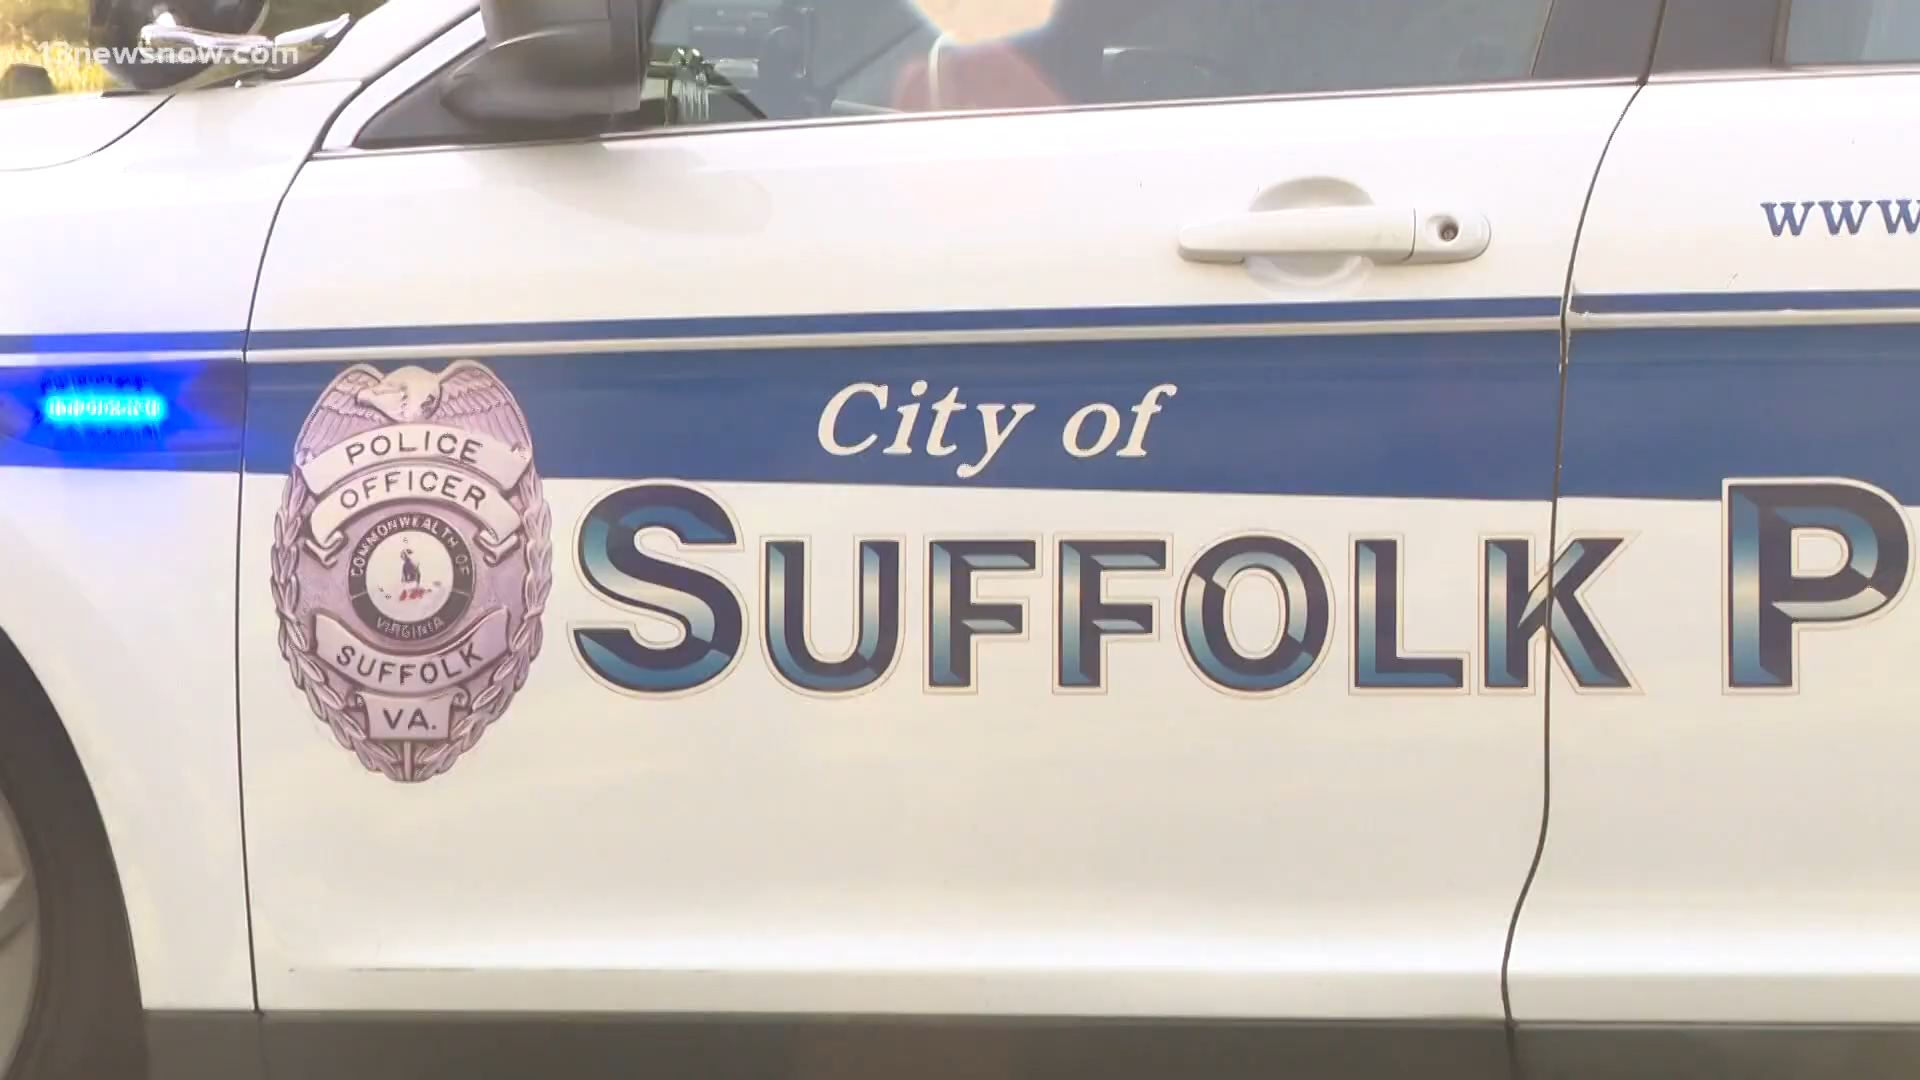 13newsnow.com
www
City of
SUFFOLK P
POLICE
OFFICER
COMMONWEALTH OF
VIRGINIA
SUFFOLK
VA.